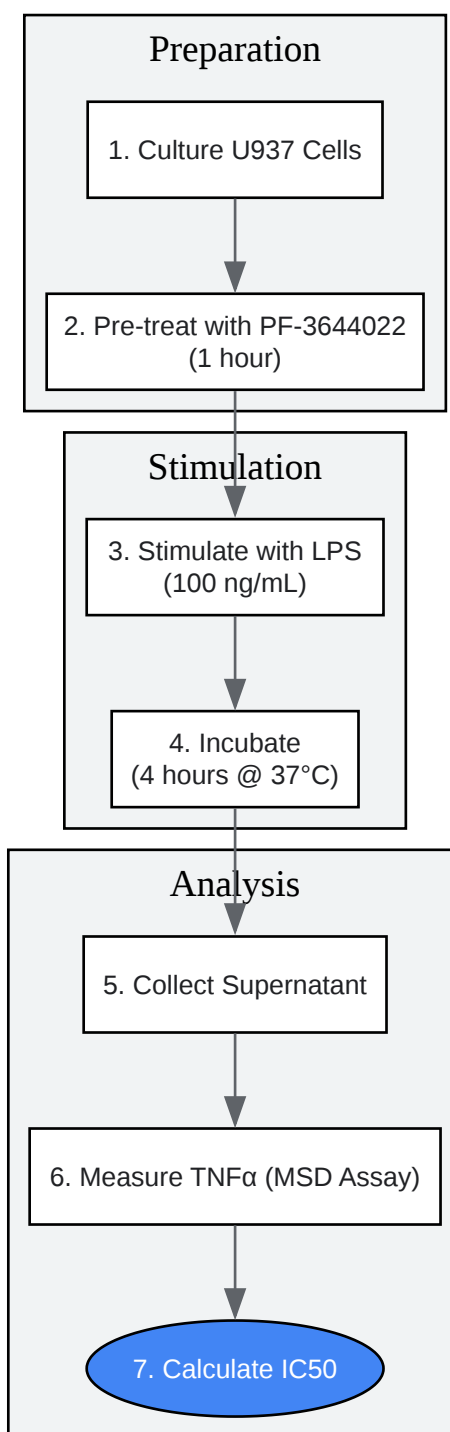 Preparation
1. Culture U937 Cells
2. Pre-treat with PF-3644022
(1 hour)
Stimulation
3. Stimulate with LPS
(100 ng/mL)
4. Incubate
(4 hours @ 37°C)
Analysis
5. Collect Supernatant
6. Measure TNFα (MSD Assay)
7. Calculate IC50